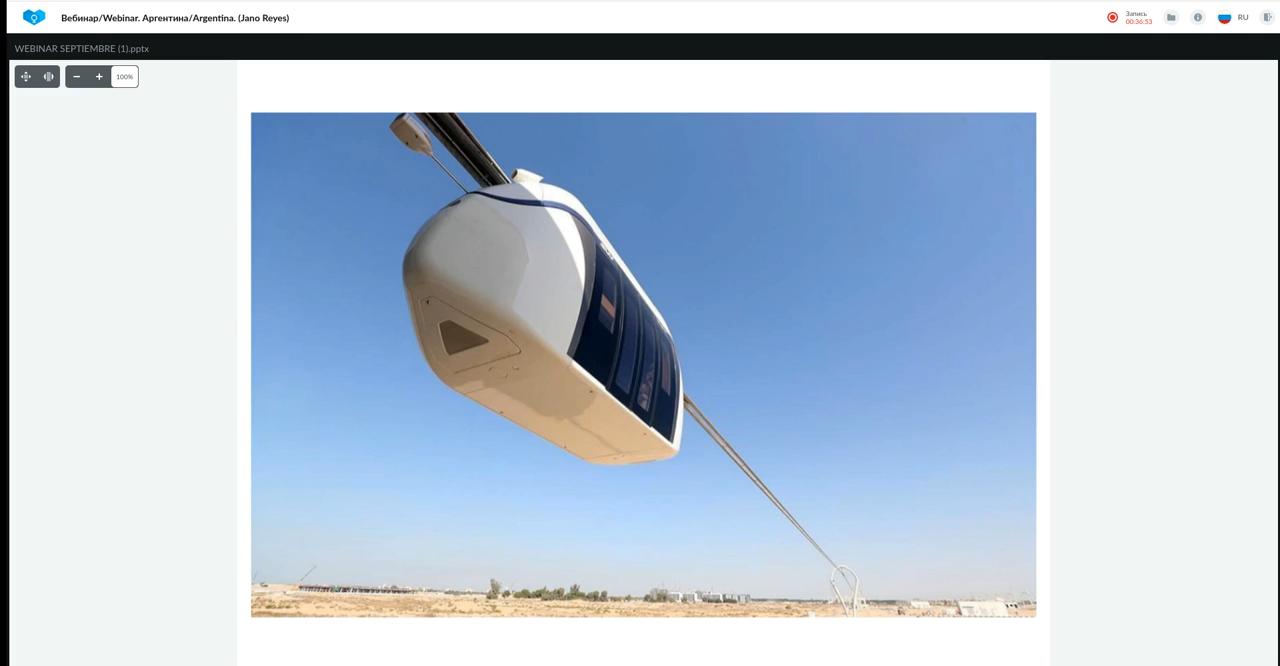 Вебинар/Webinar. Аргентина/Argentina. (Jano Reyes)
Запись
00:36:53
RU
WEBINAR SEPTIEMBRE (1).pptx
100%